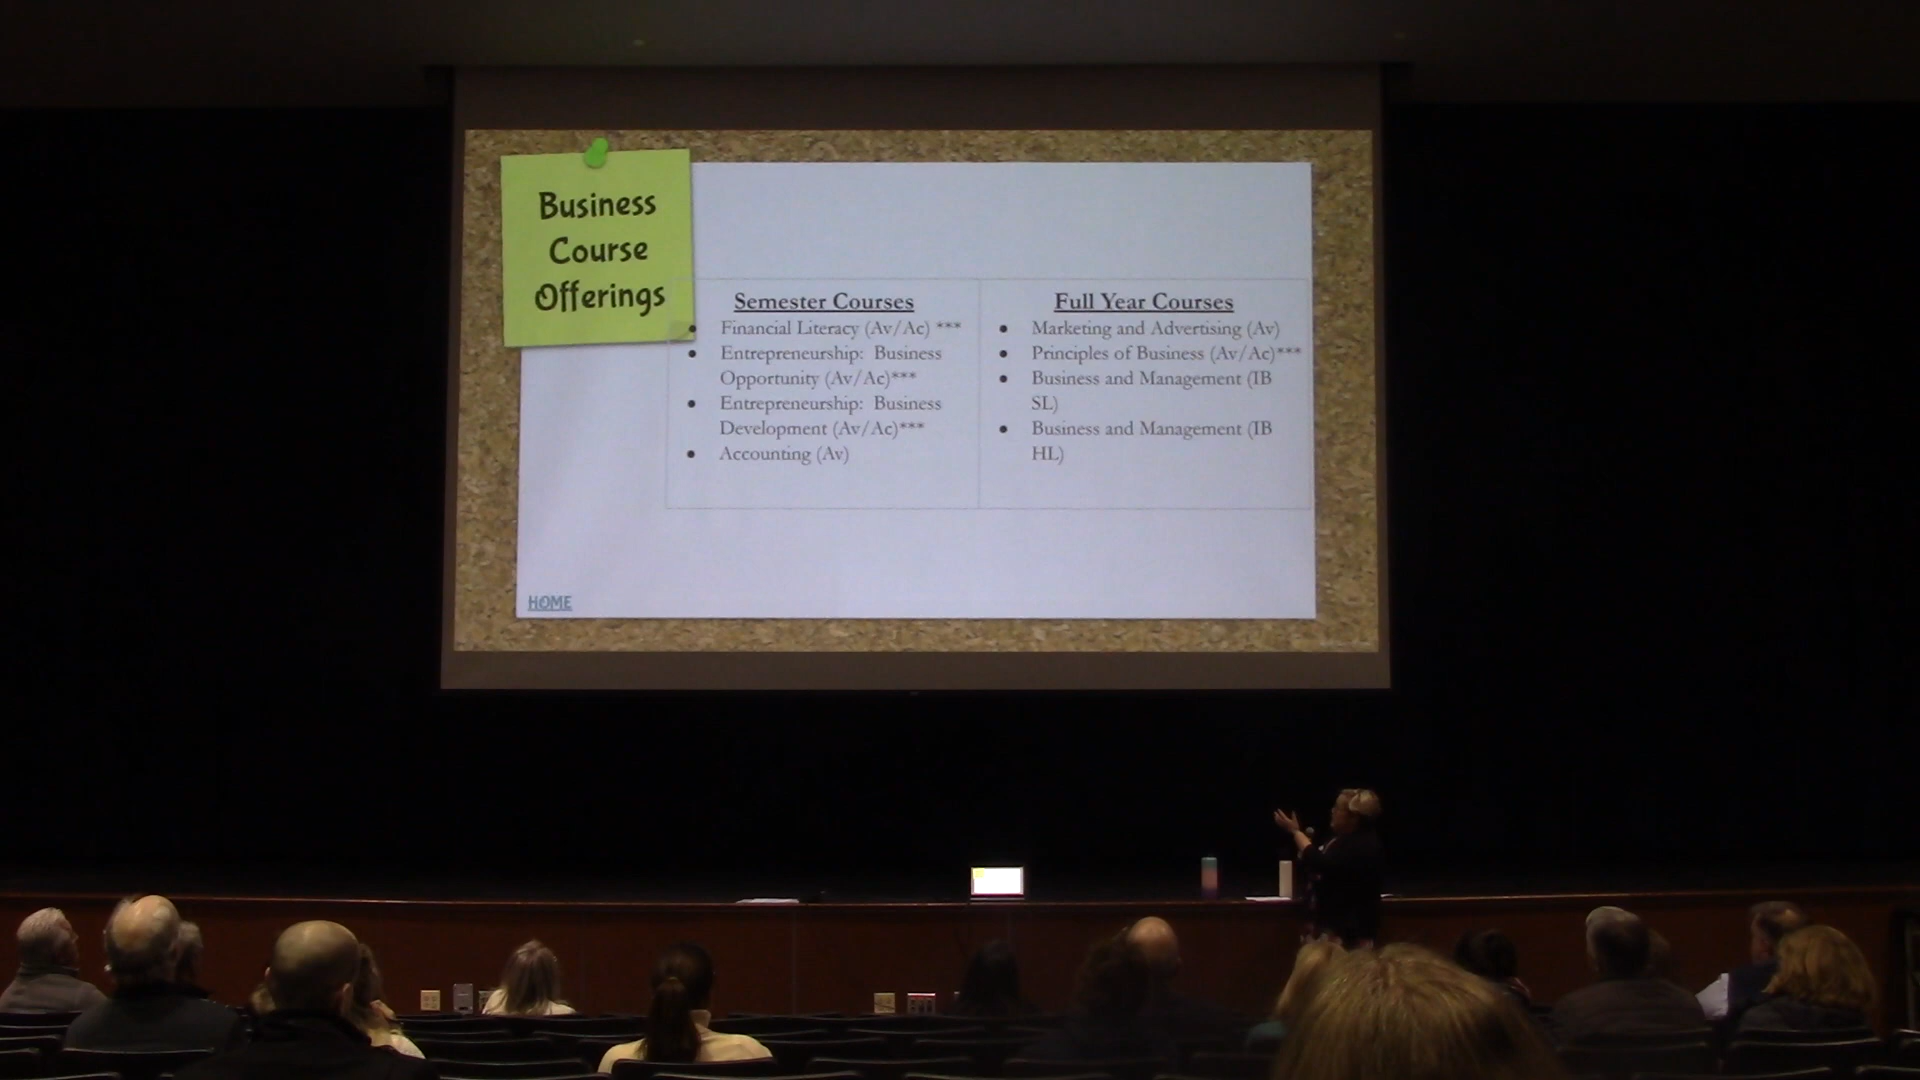 Business
Course
Offerings
Semester Courses
Financial Literacy (Av/Ac) ***
Entrepreneurship: Business
Opportunity (Av/Ac)***
Entrepreneurship: Business
Development (Av/Ac)***
Accounting (Av)
Full Year Courses
Marketing and Advertising (Av)
Principles of Business (Av/Ac)***
Business and Management (IB
SL)
Business and Management (IB
HL)
HOME